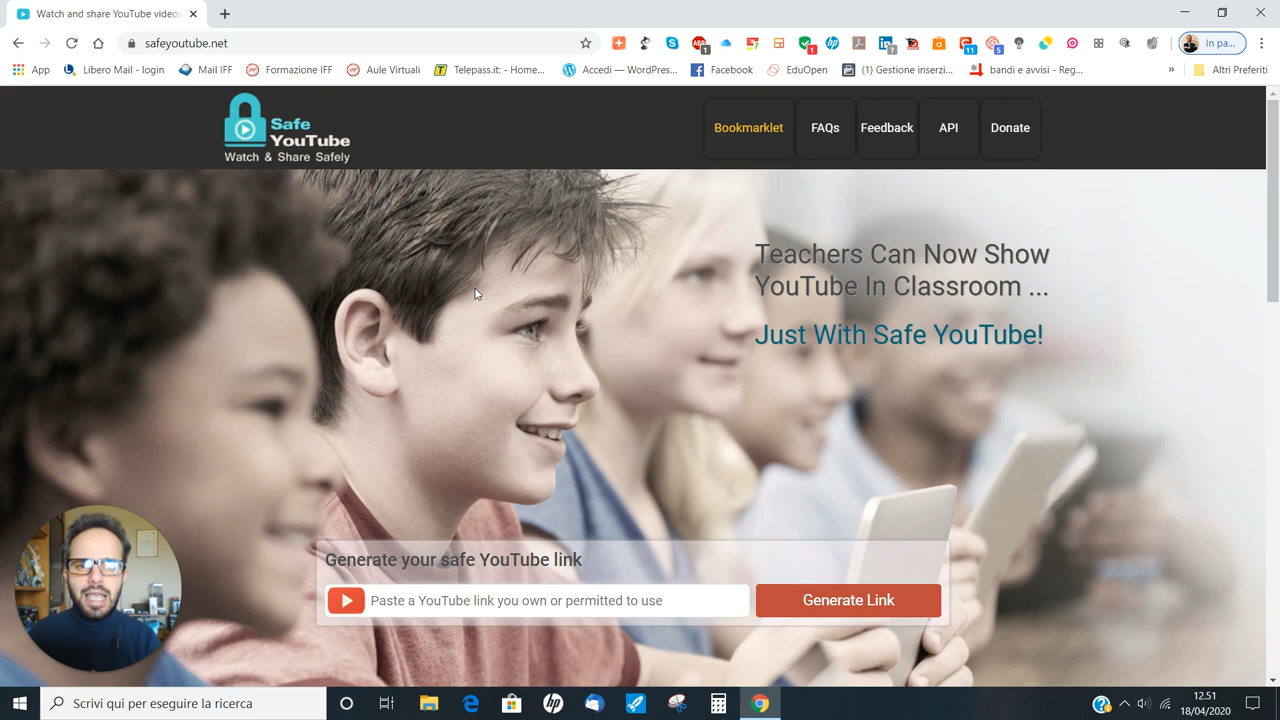 Watch and share YouTube videos
safeyoutube.net
In pa...
App
Libero Mail - login
Mail IFF
Formazione IFF
Aule Virtuali
Telepass.it: - Home...
Accedi — WordPres...
Facebook
EduOpen
(1) Gestione inserzi...
bandi e avvisi - Reg...
»
Altri Preferiti
Safe
YouTube
Watch & Share Safely
Bookmarklet
FAQs
Feedback
API
Donate
Teachers Can Now Show
YouTube In Classroom ...
Just With Safe YouTube!
Generate your safe YouTube link
Paste a YouTube link you own or permitted to use
Generate Link
Scrivi qui per eseguire la ricerca
12.51
18/04/2020